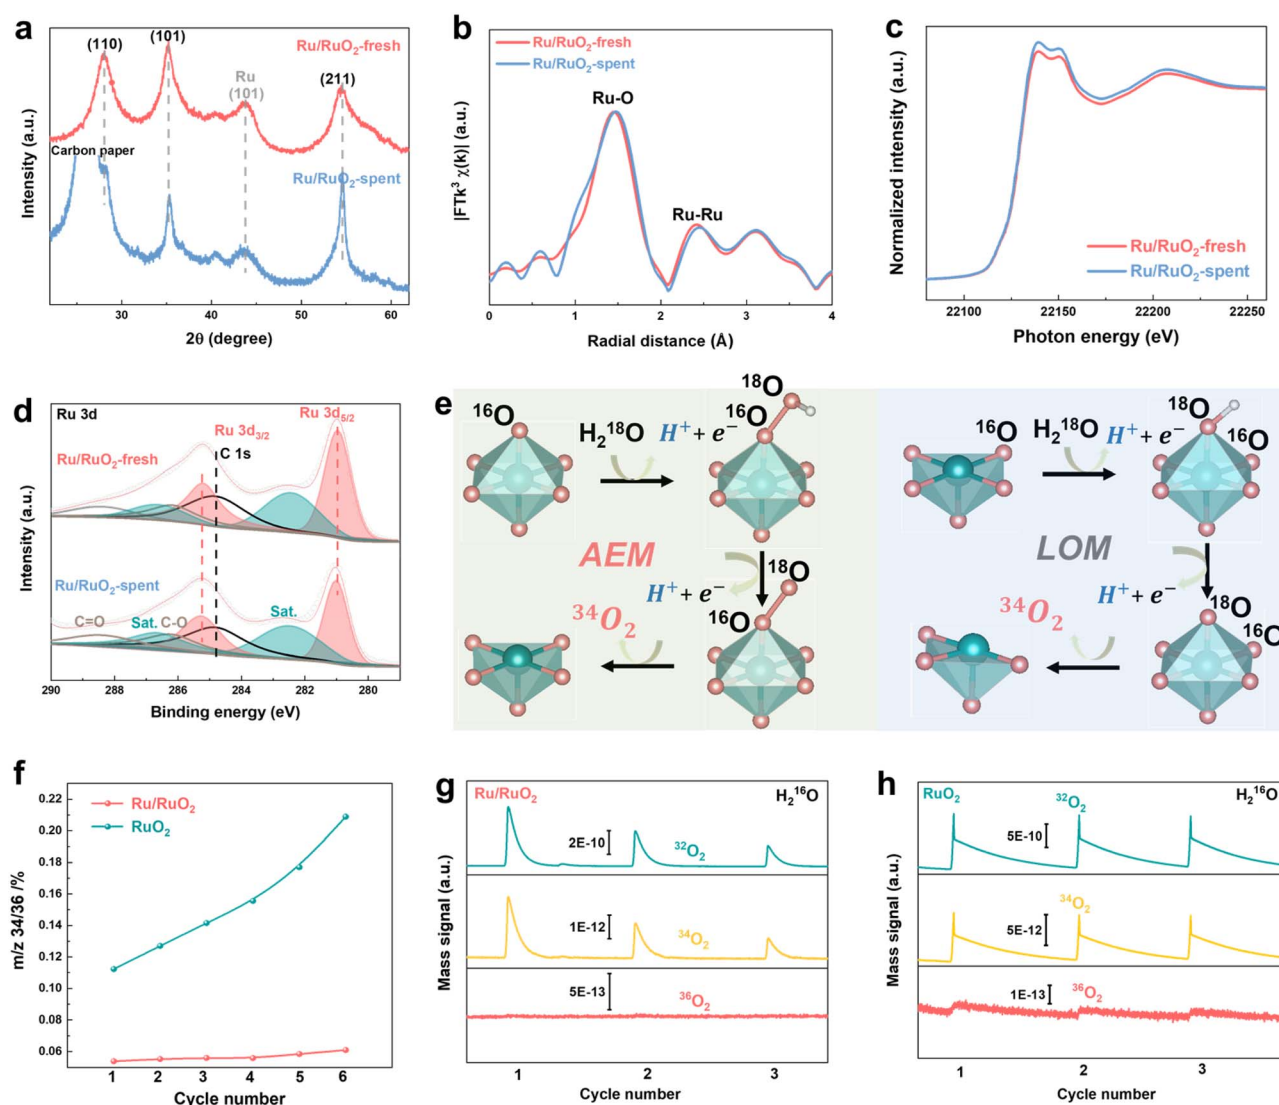 a
(110)
(101)
Ru/RuO₂-fresh
Ru
(101)
(211)
Carbon paper
Ru/RuO₂-spent
Intensity (a.u.)
30 40 50 60
2θ (degree)
b
Ru/RuO₂-fresh
Ru/RuO₂-spent
Ru-O
Ru-Ru
|FTk³ χ(k)| (a.u.)
0 1 2 3 4
Radial distance (Å)
c
Normalized intensity (a.u.)
Ru/RuO₂-fresh
Ru/RuO₂-spent
22100 22150 22200 22250
Photon energy (eV)
d
Ru 3d
Ru 3d₅/₂
Ru 3d₃/₂
C 1s
Ru/RuO₂-fresh
Ru/RuO₂-spent
C=O
Sat.
C-O
Sat.
Intensity (a.u.)
290 288 286 284 282 280
Binding energy (eV)
e
¹⁶O
H₂¹⁸O
H⁺ + e⁻
¹⁸O
¹⁶O
AEM
H⁺ + e⁻
¹⁸O
¹⁶O
³⁴O₂
¹⁶O
H₂¹⁸O
H⁺ + e⁻
¹⁸O
¹⁶O
LOM
H⁺ + e⁻
¹⁸O
¹⁶O
³⁴O₂
f
Ru/RuO₂
RuO₂
m/z 34/36 /%
0.22
0.20
0.18
0.16
0.14
0.12
0.10
0.08
0.06
1 2 3 4 5 6
Cycle number
g
Ru/RuO₂
H₂¹⁶O
2E-10
³²O₂
1E-12
³⁴O₂
5E-13
³⁶O₂
Mass signal (a.u.)
1 2 3
Cycle number
h
RuO₂
³²O₂
H₂¹⁶O
5E-10
³⁴O₂
5E-12
1E-13
³⁶O₂
Mass signal (a.u.)
1 2 3
Cycle number